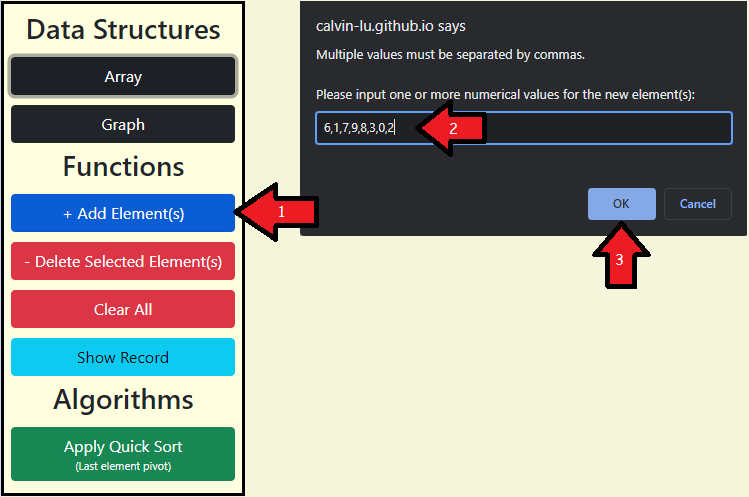 Data Structures
Array
Graph
Functions
+ Add Element(s)
- Delete Selected Element(s)
Clear All
Show Record
Algorithms
Apply Quick Sort
(Last element pivot)
1
calvin-lu.github.io says
Multiple values must be separated by commas.
Please input one or more numerical values for the new element(s):
6,1,7,9,8,3,0,2
2
OK
Cancel
3